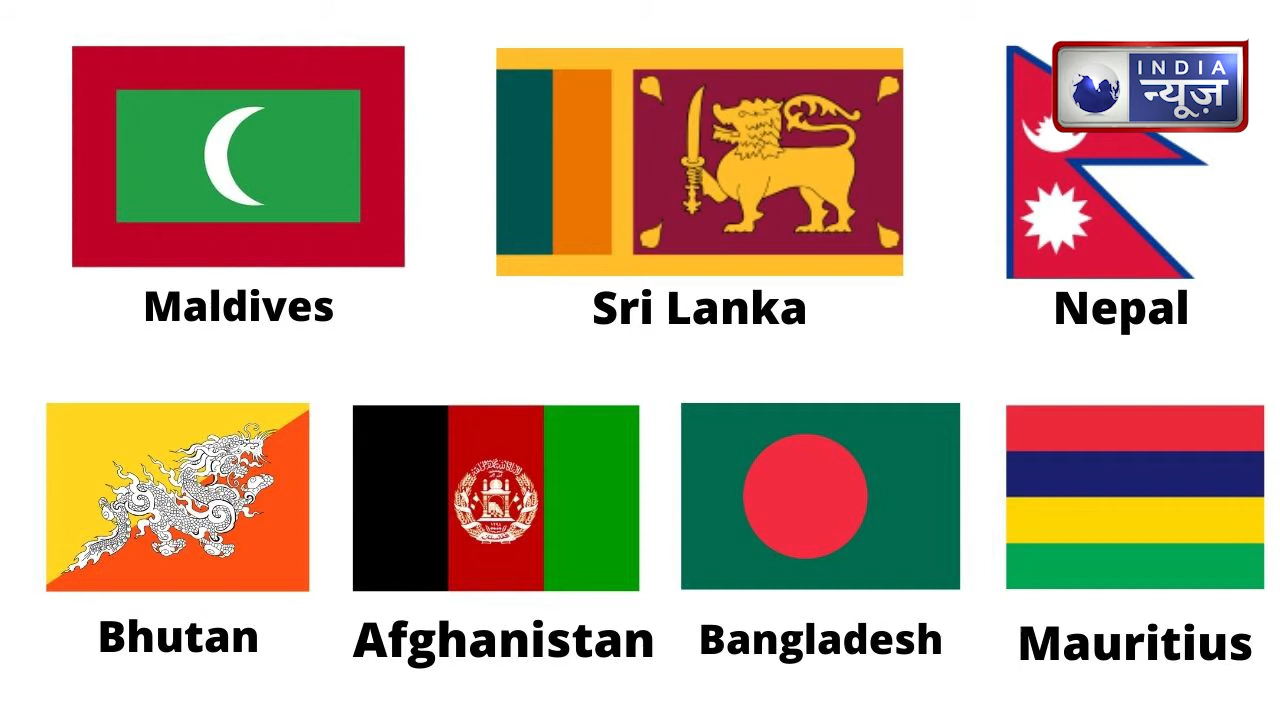 INDIA
न्यूज़
Maldives
Sri Lanka
Nepal
Bhutan
Afghanistan
Bangladesh
Mauritius